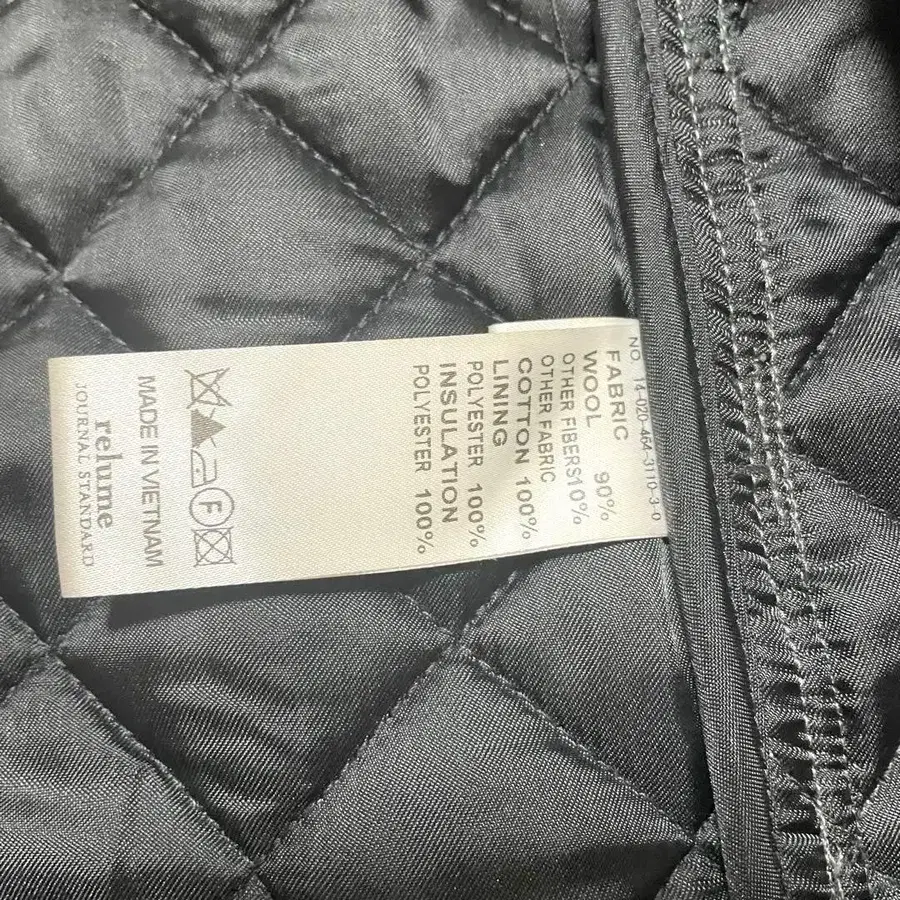 NO. 14-020-464-3110-3-0
FABRIC
WOOL 90%
OTHER FIBERS10%
OTHER FABRIC
COTTON 100%
LINING
POLYESTER 100%
INSULATION
POLYESTER 100%
F
MADE IN VIETNAM
relume
JOURNAL STANDARD